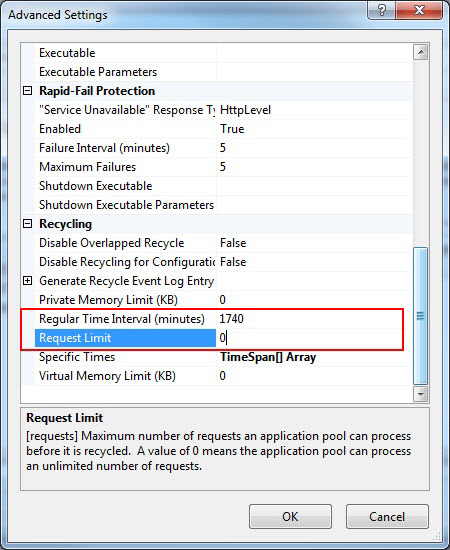 Advanced Settings
Executable
Executable Parameters
Rapid-Fail Protection
"Service Unavailable" Response Ty HttpLevel
Enabled True
Failure Interval (minutes) 5
Maximum Failures 5
Shutdown Executable
Shutdown Executable Parameters
Recycling
Disable Overlapped Recycle False
Disable Recycling for Configuratio False
Generate Recycle Event Log Entry
Private Memory Limit (KB) 0
Regular Time Interval (minutes) 1740
Request Limit 0
Specific Times TimeSpan[] Array
Virtual Memory Limit (KB) 0
Request Limit
[requests] Maximum number of requests an application pool can process
before it is recycled. A value of 0 means the application pool can process
an unlimited number of requests.
OK Cancel